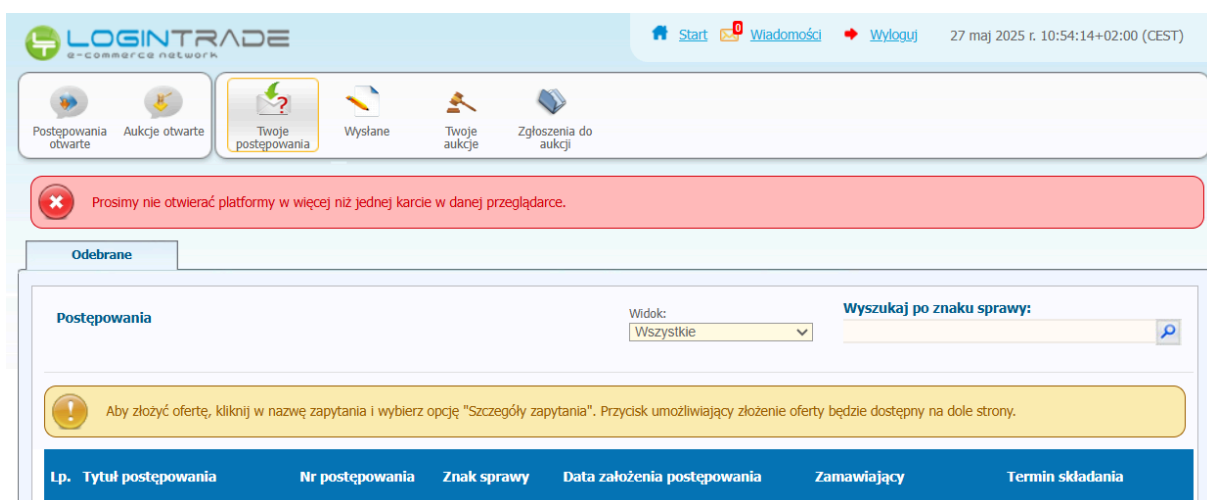 LOGINTRADE
e-commerce network
Start 0 Wiadomości Wyloguj 27 maj 2025 r. 10:54:14+02:00 (CEST)
Postępowania otwarte
Aukcje otwarte
Twoje postępowania
Wysłane
Twoje aukcje
Zgłoszenia do aukcji
Prosimy nie otwierać platformy w więcej niż jednej karcie w danej przeglądarce.
Odebrane
Postępowania
Widok:
Wszystkie
Wyszukaj po znaku sprawy:
Aby złożyć ofertę, kliknij w nazwę zapytania i wybierz opcję "Szczegóły zapytania". Przycisk umożliwiający złożenie oferty będzie dostępny na dole strony.
Lp. Tytuł postępowania Nr postępowania Znak sprawy Data założenia postępowania Zamawiający Termin składania